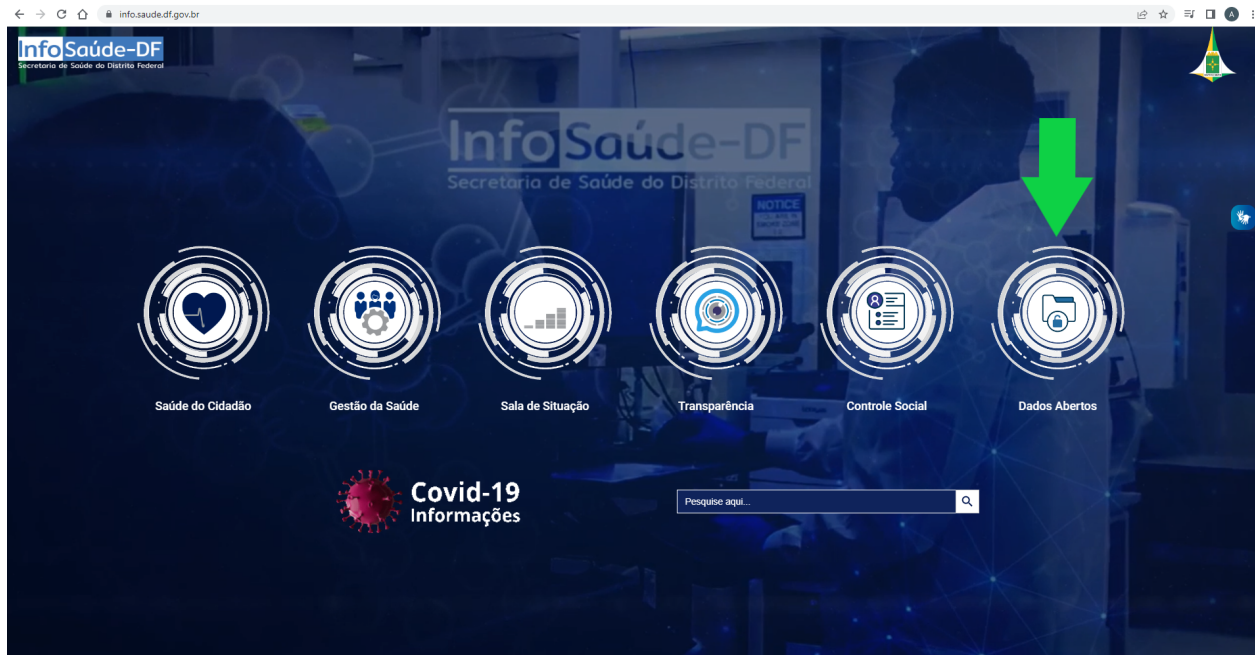 info.saude.df.gov.br
A
InfoSaúde-DF
Secretaria de Saúde do Distrito Federal
InfoSaúde-DF
Secretaria de Saúde do Distrito Federal
NOTICE
Saúde do Cidadão
Gestão da Saúde
Sala de Situação
Transparência
Controle Social
Dados Abertos
Covid-19
Informações
Pesquise aqui...